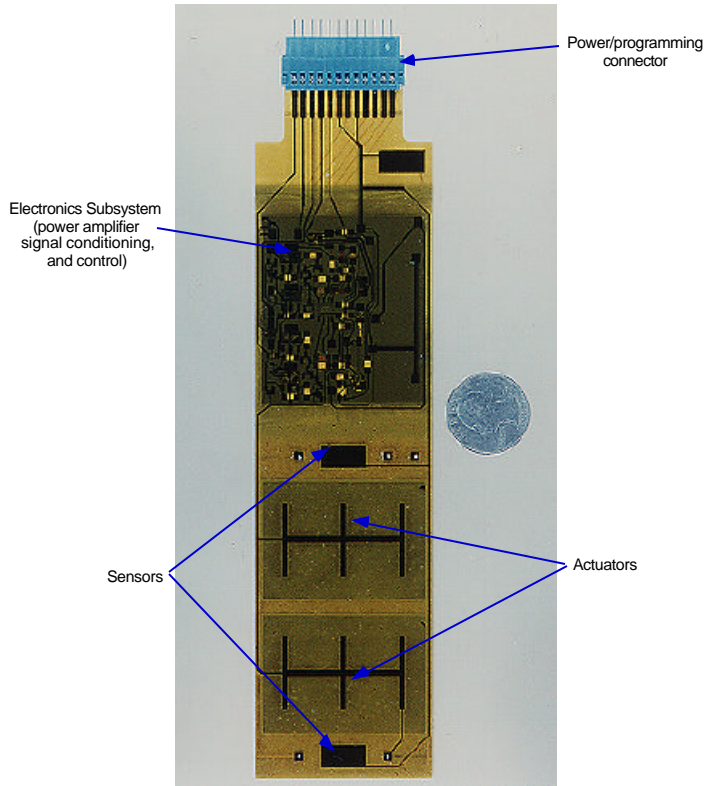 Power/programming
connector
Electronics Subsystem
(power amplifier
signal conditioning,
and control)
Sensors
Actuators